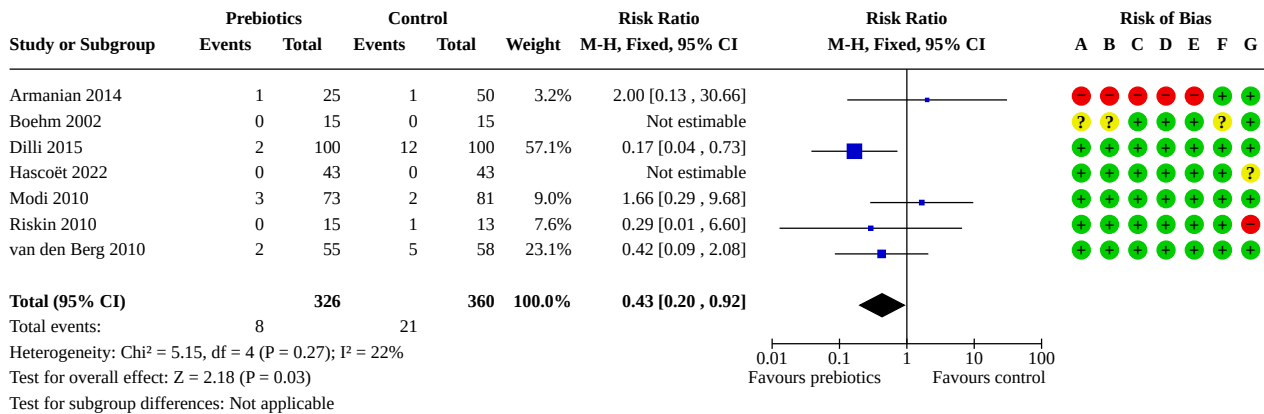 Prebiotics Control Risk Ratio Risk Ratio Risk of Bias
Study or Subgroup Events Total Events Total Weight M-H, Fixed, 95% CI M-H, Fixed, 95% CI A B C D E F G
Armanian 2014 1 25 1 50 3.2% 2.00 [0.13 , 30.66] − − − − − + +
Boehm 2002 0 15 0 15 Not estimable ? ? + + + ? +
Dilli 2015 2 100 12 100 57.1% 0.17 [0.04 , 0.73] + + + + + + +
Hascoët 2022 0 43 0 43 Not estimable + + + + + + ?
Modi 2010 3 73 2 81 9.0% 1.66 [0.29 , 9.68] + + + + + + +
Riskin 2010 0 15 1 13 7.6% 0.29 [0.01 , 6.60] + + + + + + −
van den Berg 2010 2 55 5 58 23.1% 0.42 [0.09 , 2.08] + + + + + + +
Total (95% CI) 326 360 100.0% 0.43 [0.20 , 0.92]
Total events: 8 21
Heterogeneity: Chi² = 5.15, df = 4 (P = 0.27); I² = 22%
Test for overall effect: Z = 2.18 (P = 0.03)
Test for subgroup differences: Not applicable
0.01 0.1 1 10 100
Favours prebiotics Favours control